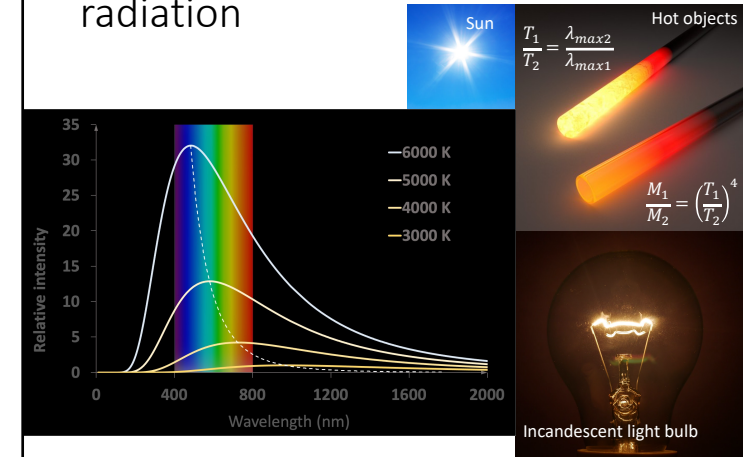 radiation
Sun
Hot objects
T₁/T₂ = λₘₐₓ₂/λₘₐₓ₁
M₁/M₂ = (T₁/T₂)⁴
35
30
25
20
15
10
5
0
Relative intensity
6000 K
5000 K
4000 K
3000 K
0 400 800 1200 1600 2000
Wavelength (nm)
Incandescent light bulb